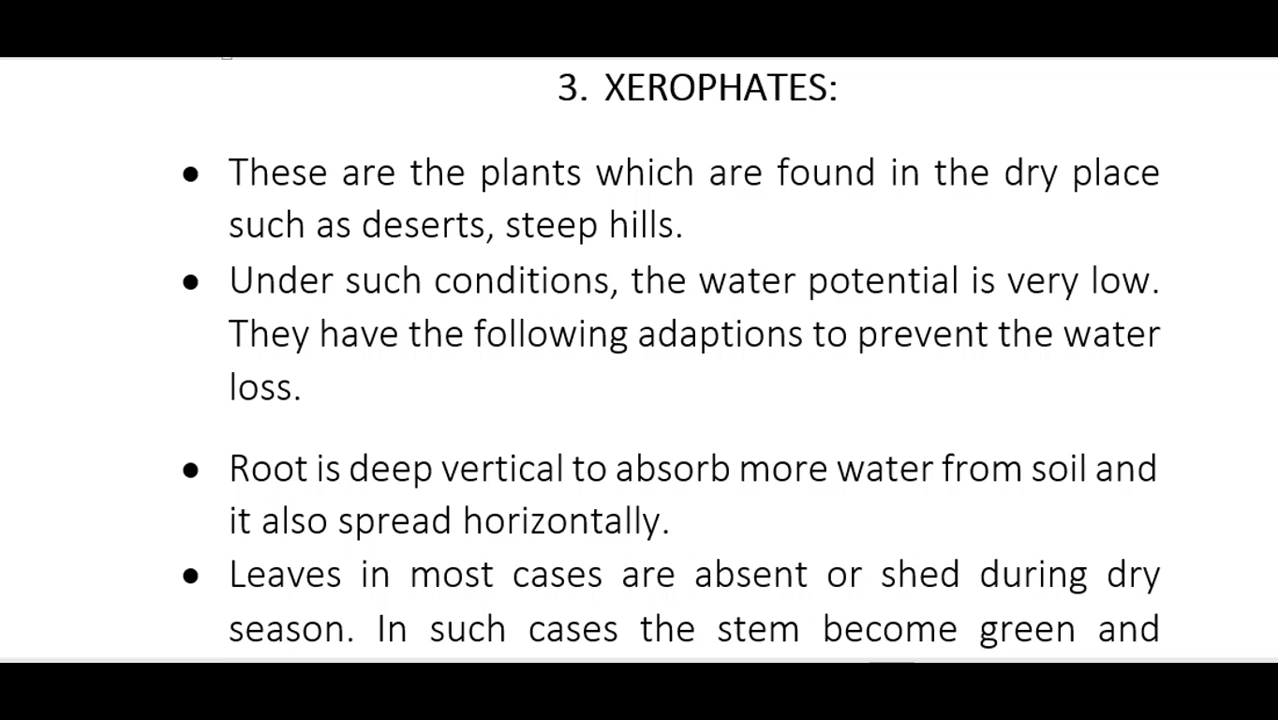 3. XEROPHATES:
● These are the plants which are found in the dry place
such as deserts, steep hills.
● Under such conditions, the water potential is very low.
They have the following adaptions to prevent the water
loss.
● Root is deep vertical to absorb more water from soil and
it also spread horizontally.
● Leaves in most cases are absent or shed during dry
season. In such cases the stem become green and